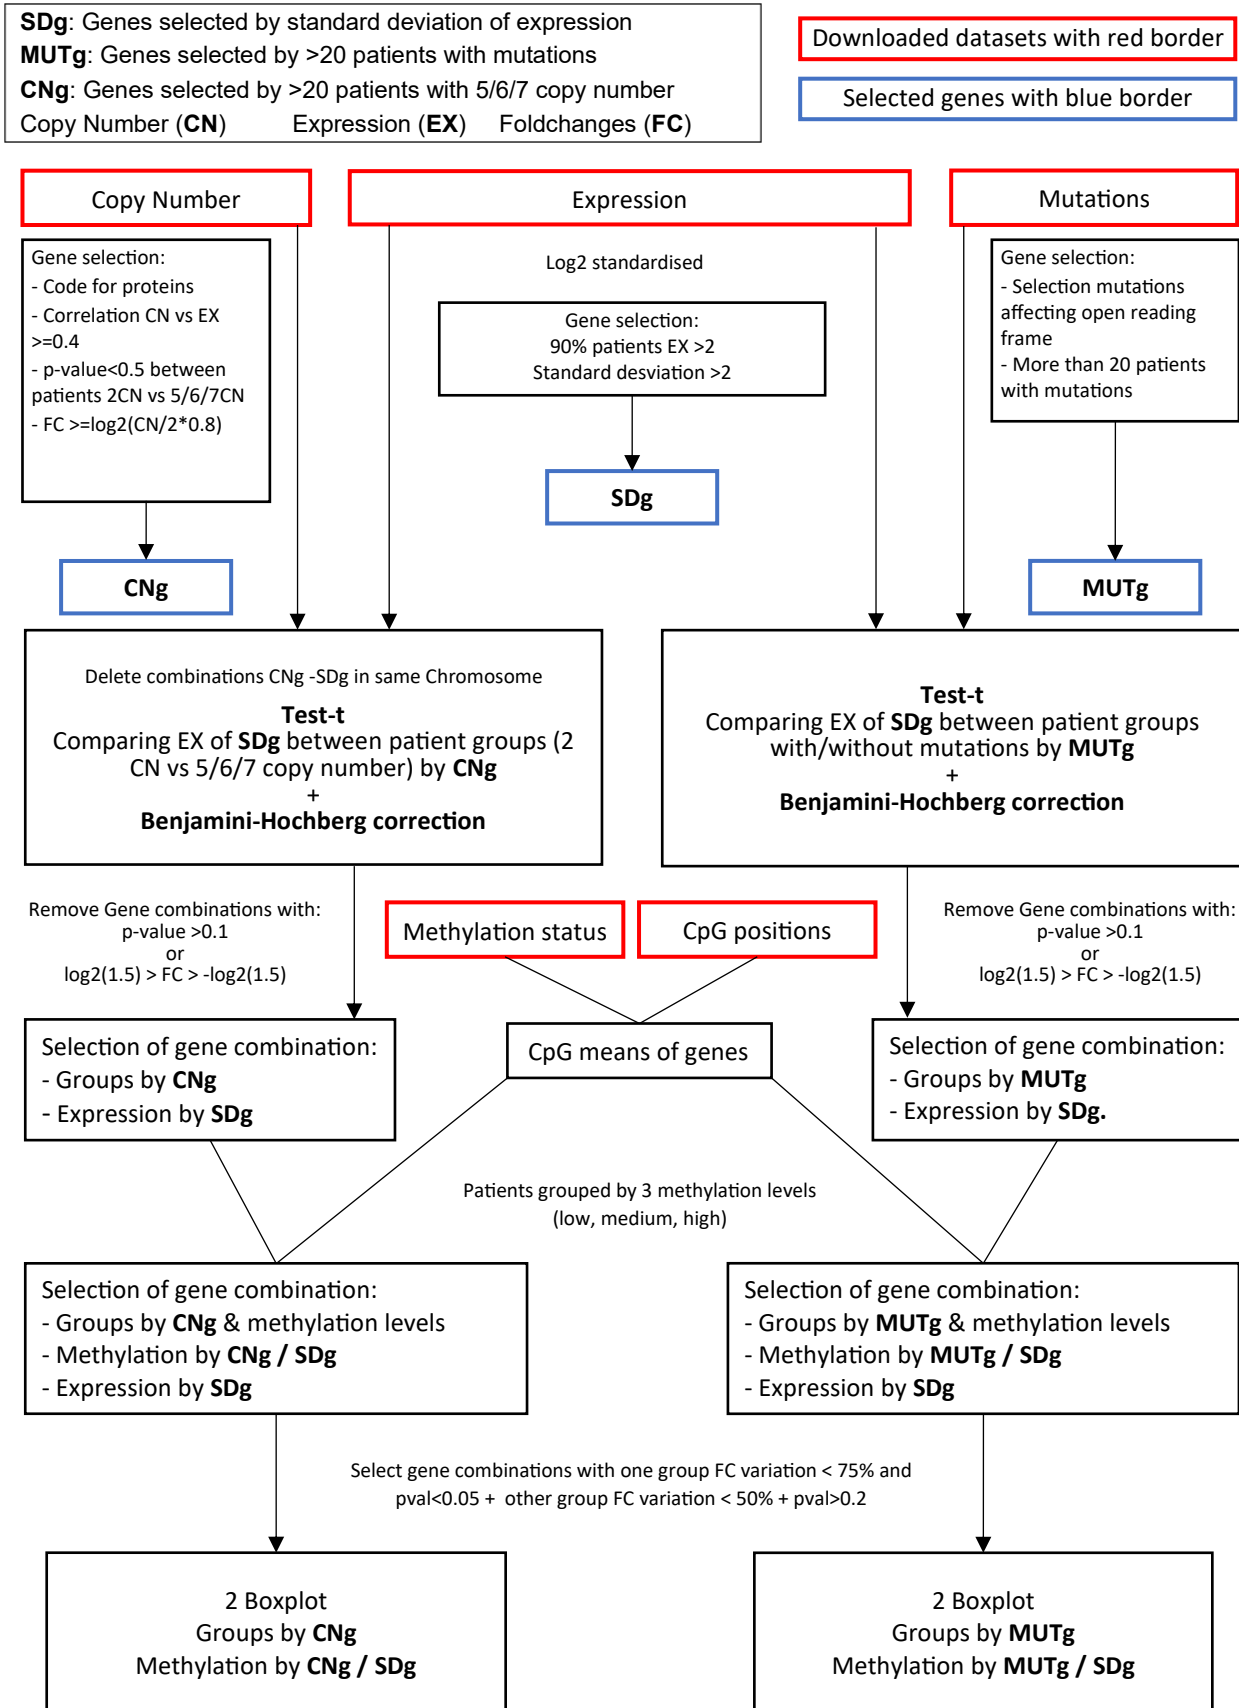 SDg: Genes selected by standard deviation of expression
MUTg: Genes selected by >20 patients with mutations
CNg: Genes selected by >20 patients with 5/6/7 copy number
Copy Number (CN) Expression (EX) Foldchanges (FC)
Downloaded datasets with red border
Selected genes with blue border
Copy Number
Expression
Mutations
Gene selection:
- Code for proteins
- Correlation CN vs EX
>=0.4
- p-value<0.5 between
patients 2CN vs 5/6/7CN
- FC >=log2(CN/2*0.8)
Log2 standardised
Gene selection:
90% patients EX >2
Standard desviation >2
Gene selection:
- Selection mutations
affecting open reading
frame
- More than 20 patients
with mutations
SDg
CNg
MUTg
Delete combinations CNg -SDg in same Chromosome
Test-t
Comparing EX of SDg between patient groups (2
CN vs 5/6/7 copy number) by CNg
+
Benjamini-Hochberg correction
Test-t
Comparing EX of SDg between patient groups
with/without mutations by MUTg
+
Benjamini-Hochberg correction
Remove Gene combinations with:
p-value >0.1
or
log2(1.5) > FC > -log2(1.5)
Methylation status
CpG positions
Remove Gene combinations with:
p-value >0.1
or
log2(1.5) > FC > -log2(1.5)
Selection of gene combination:
- Groups by CNg
- Expression by SDg
CpG means of genes
Selection of gene combination:
- Groups by MUTg
- Expression by SDg.
Patients grouped by 3 methylation levels
(low, medium, high)
Selection of gene combination:
- Groups by CNg & methylation levels
- Methylation by CNg / SDg
- Expression by SDg
Selection of gene combination:
- Groups by MUTg & methylation levels
- Methylation by MUTg / SDg
- Expression by SDg
Select gene combinations with one group FC variation < 75% and
pval<0.05 + other group FC variation < 50% + pval>0.2
2 Boxplot
Groups by CNg
Methylation by CNg / SDg
2 Boxplot
Groups by MUTg
Methylation by MUTg / SDg